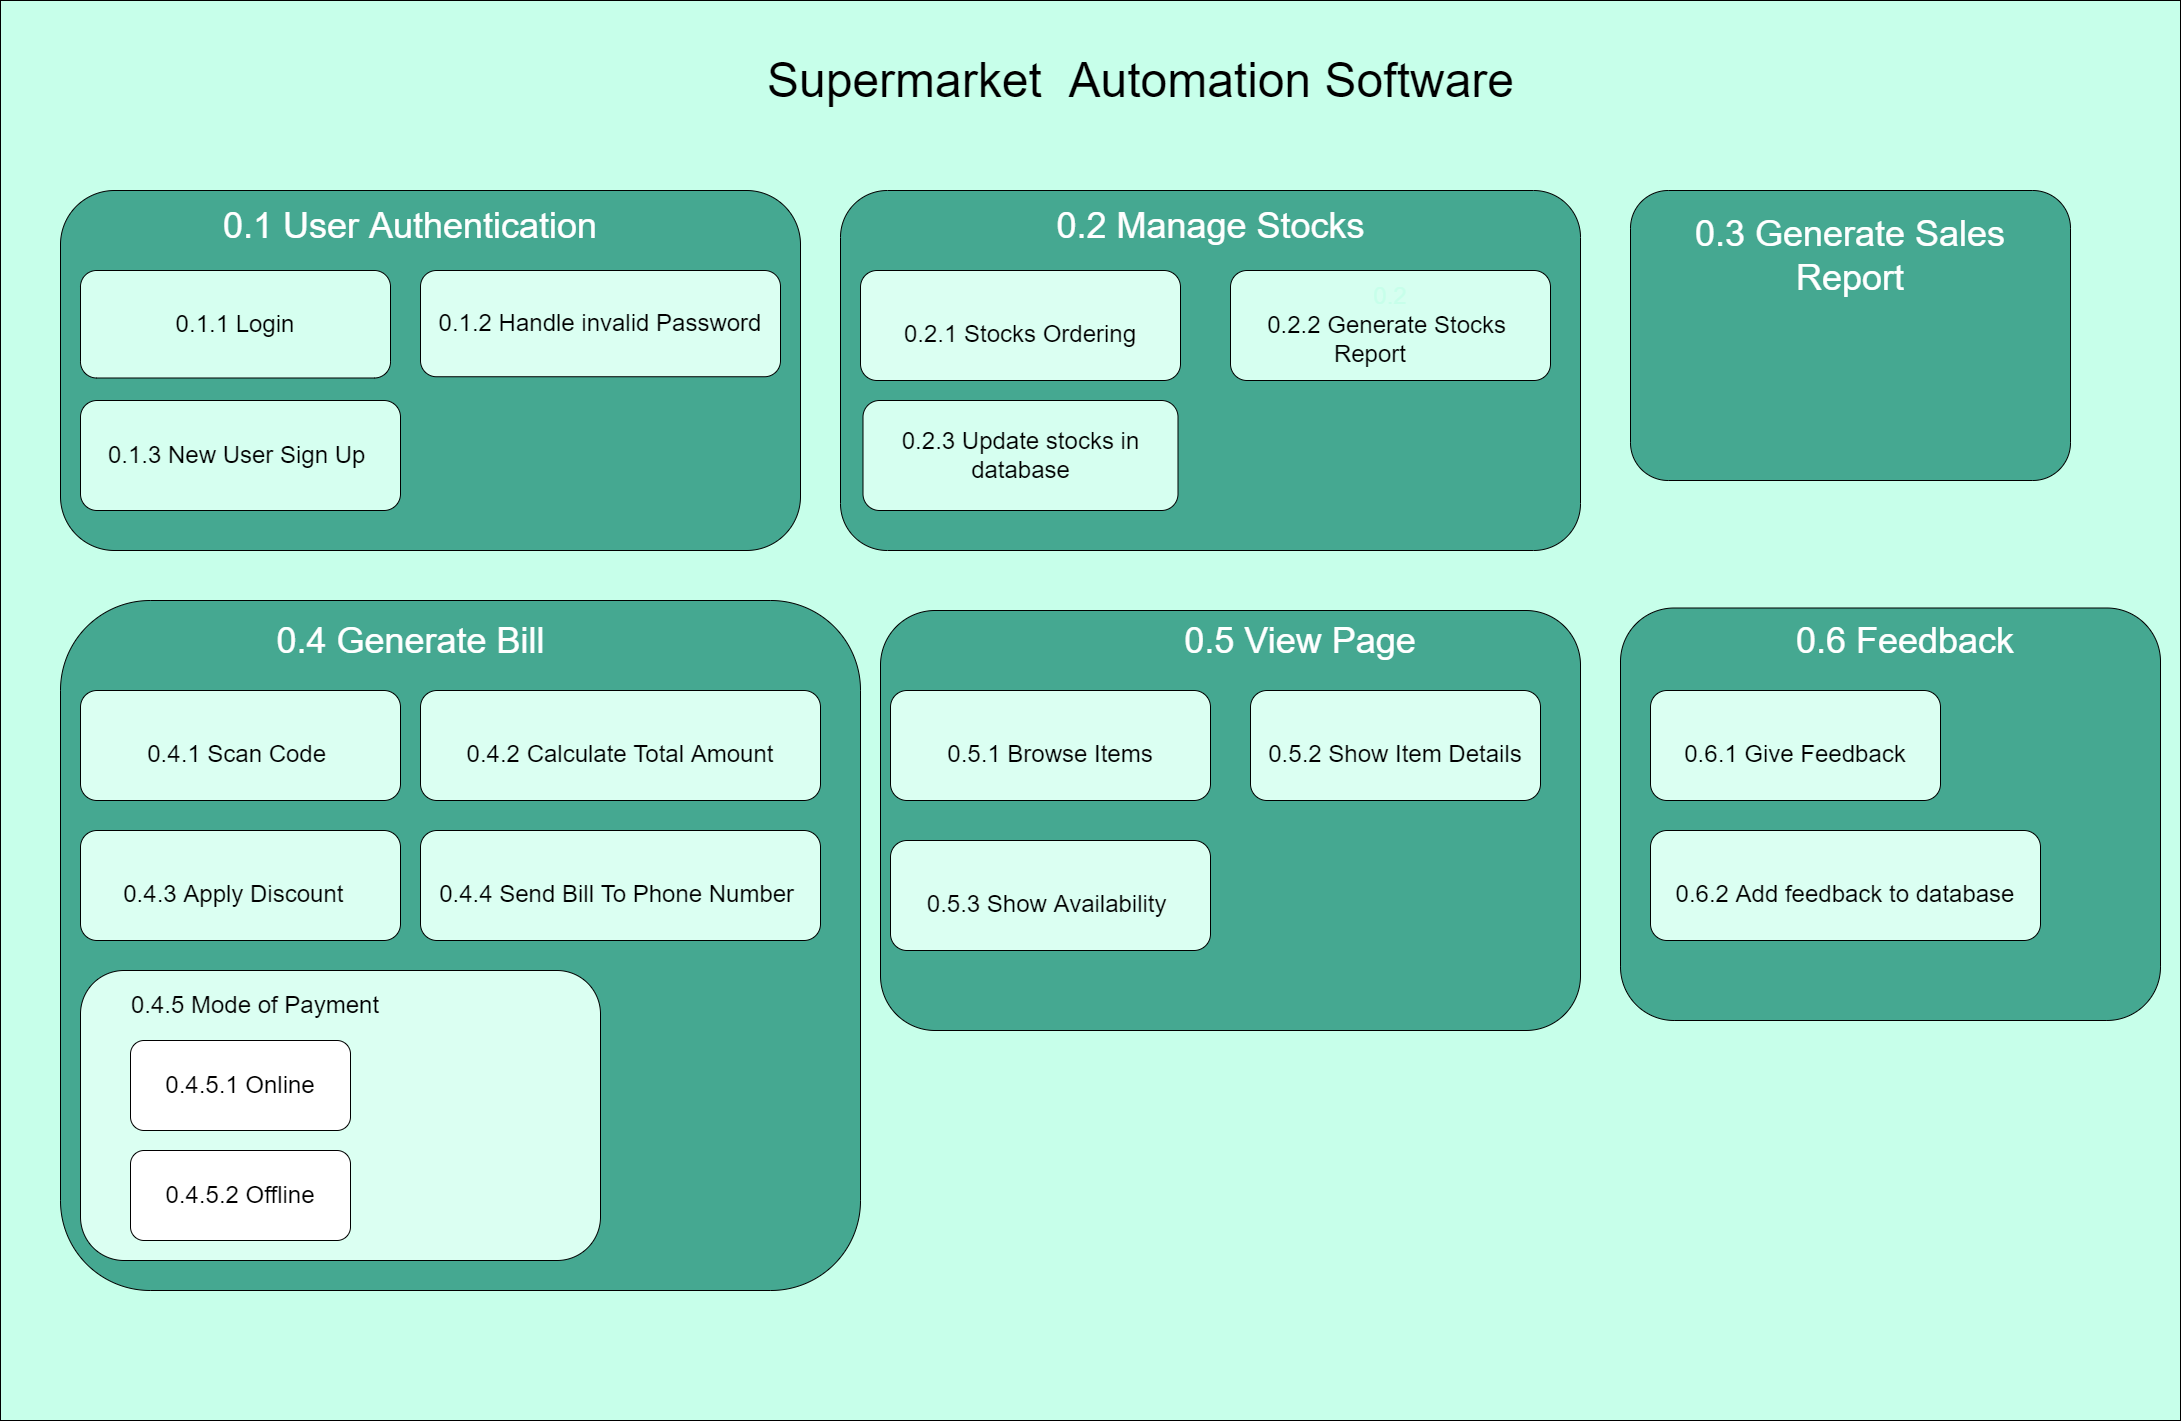 Supermarket  Automation Software
0.1 User Authentication
0.1.1 Login
0.1.2 Handle invalid Password
0.1.3 New User Sign Up
0.2 Manage Stocks
0.2.1 Stocks Ordering
0.2
0.2.2 Generate Stocks
Report
0.2.3 Update stocks in
database
0.3 Generate Sales
Report
0.4 Generate Bill
0.4.1 Scan Code
0.4.2 Calculate Total Amount
0.4.3 Apply Discount
0.4.4 Send Bill To Phone Number
0.4.5 Mode of Payment
0.4.5.1 Online
0.4.5.2 Offline
0.5 View Page
0.5.1 Browse Items
0.5.2 Show Item Details
0.5.3 Show Availability
0.6 Feedback
0.6.1 Give Feedback
0.6.2 Add feedback to database